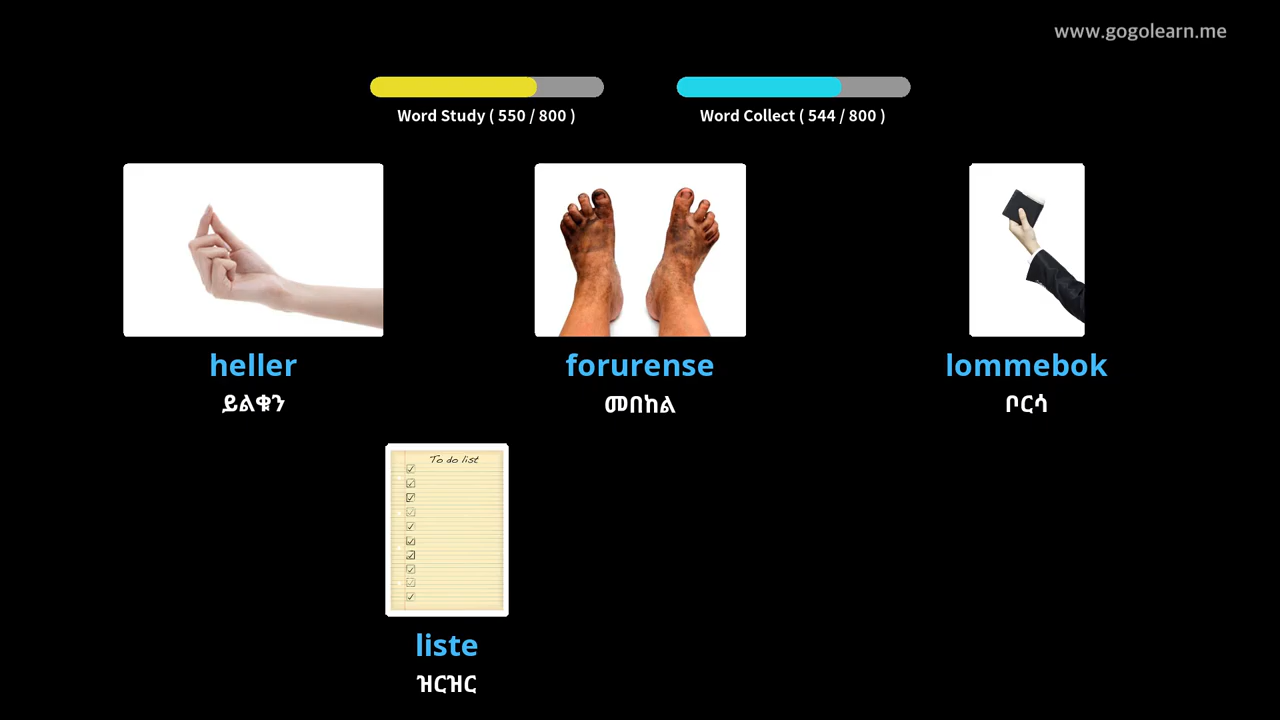 www.gogolearn.me
Word Study ( 550 / 800 )
Word Collect ( 544 / 800 )
heller
ይልቁን
forurense
መበከል
lommebok
ቦርሳ
To do list
liste
ዝርዝር